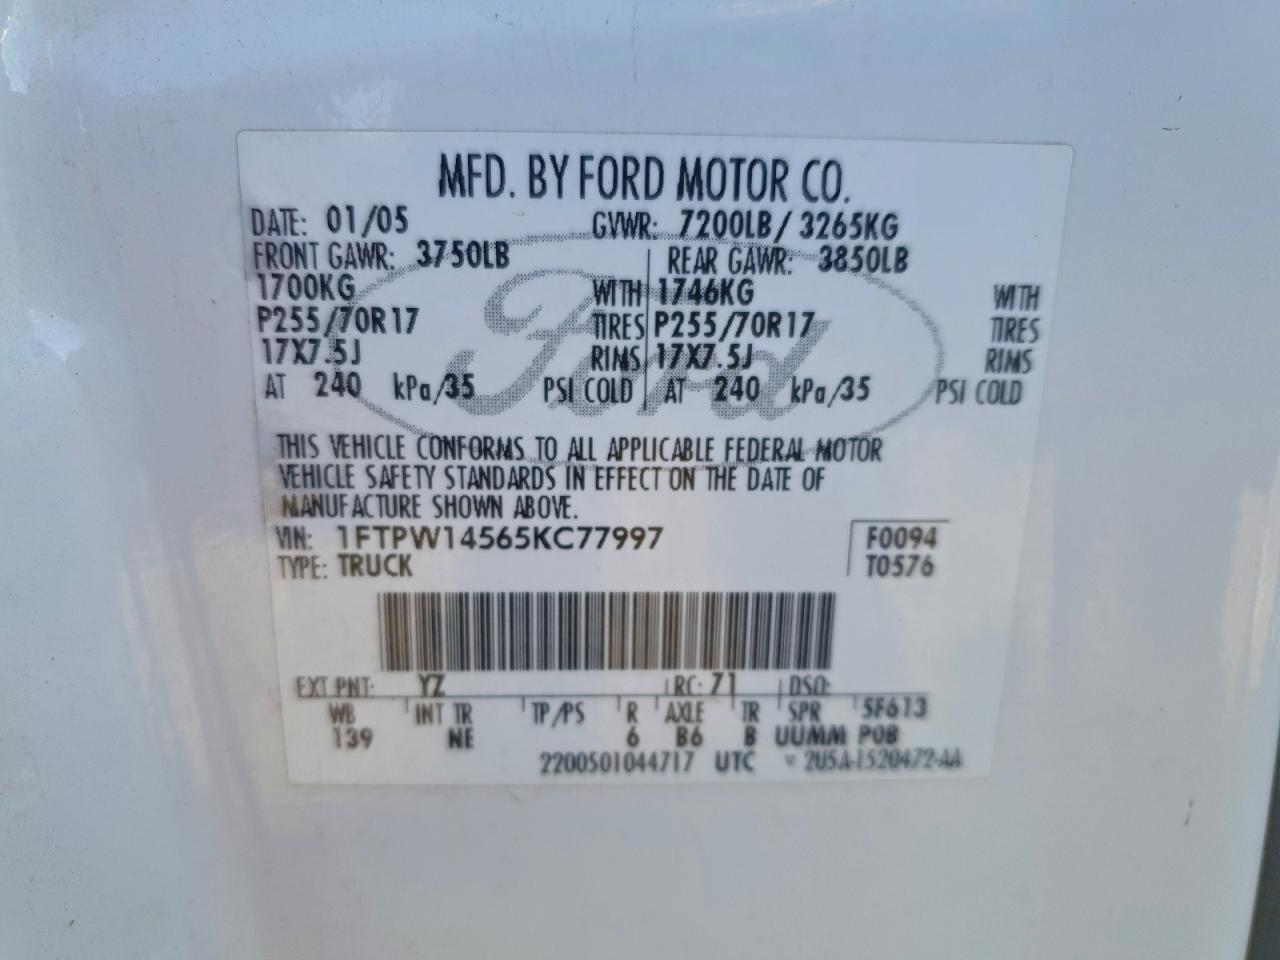 MFD. BY FORD MOTOR CO.
DATE: 01/05 GVWR: 7200LB/ 3265KG
FRONT GAWR: 3750LB REAR GAWR: 3850LB
1700KG WITH 1746KG WITH
P255/70R17 TIRES P255/70R17 TIRES
17X7.5J RIMS 17X7.5J RIMS
AT 240 kPa/35 PSI COLD AT 240 kPa/35 PSI COLD
Ford
THIS VEHICLE CONFORMS TO ALL APPLICABLE FEDERAL MOTOR
VEHICLE SAFETY STANDARDS IN EFFECT ON THE DATE OF
MANUFACTURE SHOWN ABOVE.
VIN: 1FTPW14565KC77997 F0094
TYPE: TRUCK T0576
EXT PNT: YZ RC: 71 DSO:
WB INT TR TP/PS R AXLE TR SPR 5F613
139 NE 6 B6 B UUMM P08
2200501044717 UTC ▽ 2U5A-1520472-AA